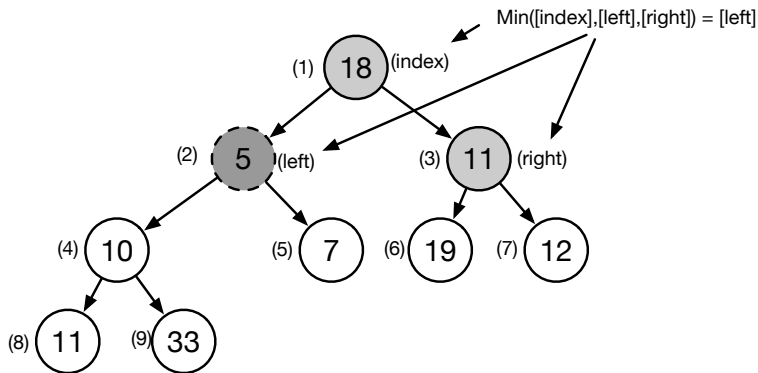 Min([index],[left],[right]) = [left]
(1) 18 (index)
(2) 5 (left) (3) 11 (right)
(4) 10 (5) 7 (6) 19 (7) 12
(8) 11 (9) 33